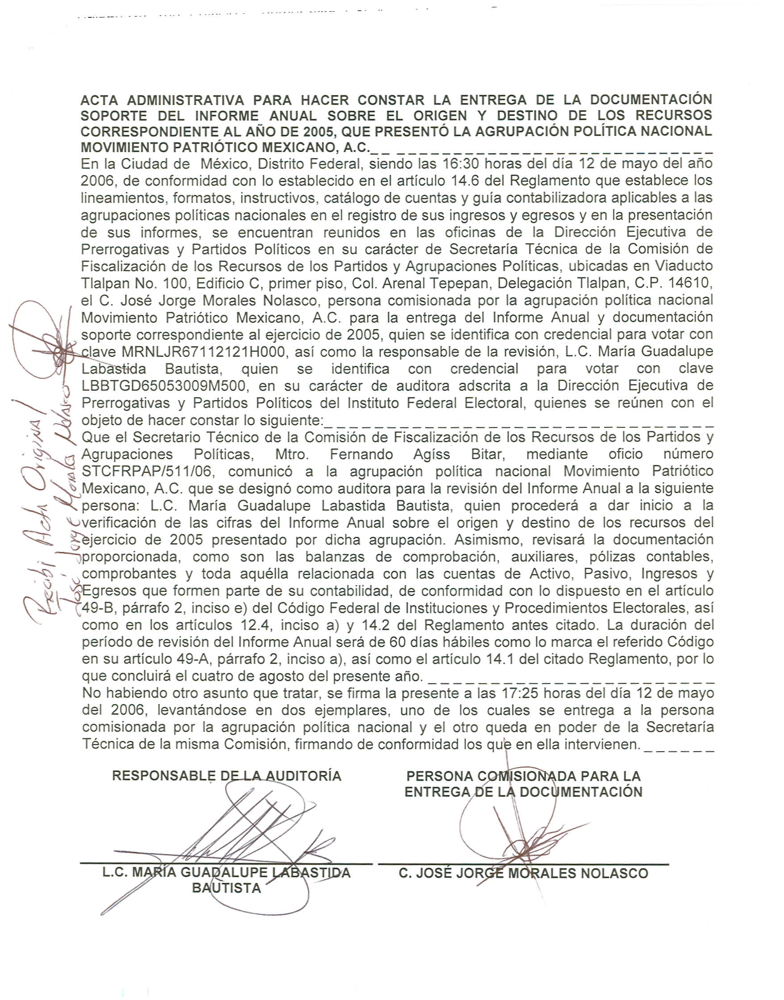 ACTA ADMINISTRATIVA PARA HACER CONSTAR LA ENTREGA DE LA DOCUMENTACIÓN
SOPORTE DEL INFORME ANUAL SOBRE EL ORIGEN Y DESTINO DE LOS RECURSOS
CORRESPONDIENTE AL AÑO DE 2005, QUE PRESENTÓ LA AGRUPACIÓN POLÍTICA NACIONAL
MOVIMIENTO PATRIÓTICO MEXICANO, A.C.
En la Ciudad de México, Distrito Federal, siendo las 16:30 horas del día 12 de mayo del año
2006, de conformidad con lo establecido en el artículo 14.6 del Reglamento que establece los
lineamientos, formatos, instructivos, catálogo de cuentas y guía contabilizadora aplicables a las
agrupaciones políticas nacionales en el registro de sus ingresos y egresos y en la presentación
de sus informes, se encuentran reunidos en las oficinas de la Dirección Ejecutiva de
Prerrogativas y Partidos Políticos en su carácter de Secretaría Técnica de la Comisión de
Fiscalización de los Recursos de los Partidos y Agrupaciones Políticas, ubicadas en Viaducto
Tlalpan No. 100, Edificio C, primer piso, Col. Arenal Tepepan, Delegación Tlalpan, C.P. 14610,
el C. José Jorge Morales Nolasco, persona comisionada por la agrupación política nacional
Movimiento Patriótico Mexicano, A.C. para la entrega del Informe Anual y documentación
soporte correspondiente al ejercicio de 2005, quien se identifica con credencial para votar con
clave MRNLJR67112121H000, así como la responsable de la revisión, L.C. María Guadalupe
Labastida Bautista, quien se identifica con credencial para votar con clave
LBBTGD65053009M500, en su carácter de auditora adscrita a la Dirección Ejecutiva de
Prerrogativas y Partidos Políticos del Instituto Federal Electoral, quienes se reúnen con el
objeto de hacer constar lo siguiente:
Que el Secretario Técnico de la Comisión de Fiscalización de los Recursos de los Partidos y
Agrupaciones Políticas, Mtro. Fernando Agíss Bitar, mediante oficio número
STCFRPAP/511/06, comunicó a la agrupación política nacional Movimiento Patriótico
Mexicano, A.C. que se designó como auditora para la revisión del Informe Anual a la siguiente
persona: L.C. María Guadalupe Labastida Bautista, quien procederá a dar inicio a la
verificación de las cifras del Informe Anual sobre el origen y destino de los recursos del
ejercicio de 2005 presentado por dicha agrupación. Asimismo, revisará la documentación
proporcionada, como son las balanzas de comprobación, auxiliares, pólizas contables,
comprobantes y toda aquélla relacionada con las cuentas de Activo, Pasivo, Ingresos y
Egresos que formen parte de su contabilidad, de conformidad con lo dispuesto en el artículo
49-B, párrafo 2, inciso e) del Código Federal de Instituciones y Procedimientos Electorales, así
como en los artículos 12.4, inciso a) y 14.2 del Reglamento antes citado. La duración del
período de revisión del Informe Anual será de 60 días hábiles como lo marca el referido Código
en su artículo 49-A, párrafo 2, inciso a), así como el artículo 14.1 del citado Reglamento, por lo
que concluirá el cuatro de agosto del presente año.
No habiendo otro asunto que tratar, se firma la presente a las 17:25 horas del día 12 de mayo
del 2006, levantándose en dos ejemplares, uno de los cuales se entrega a la persona
comisionada por la agrupación política nacional y el otro queda en poder de la Secretaría
Técnica de la misma Comisión, firmando de conformidad los que en ella intervienen.
Recibi Acta Original
José Jorge Morales Nolasco
RESPONSABLE DE LA AUDITORÍA
L.C. MARÍA GUADALUPE LABASTIDA
BAUTISTA
PERSONA COMISIONADA PARA LA
ENTREGA DE LA DOCUMENTACIÓN
C. JOSÉ JORGE MORALES NOLASCO